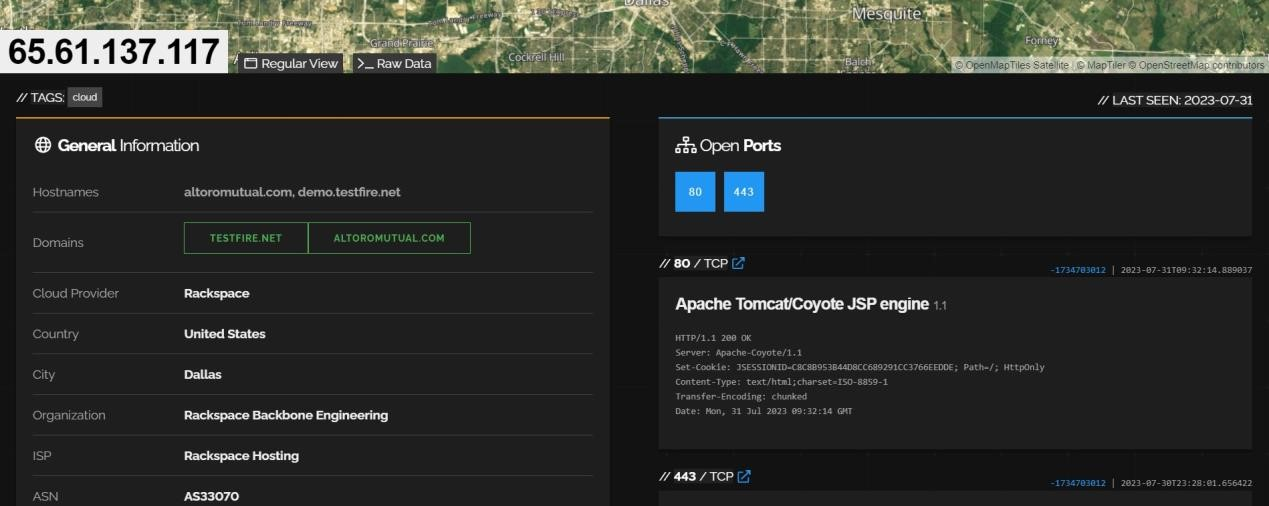 Dallas
Mesquite
Grand Prairie
Cockrell Hill
Forney
Balch
65.61.137.117
Regular View
>_ Raw Data
© OpenMapTiles Satellite © MapTiler © OpenStreetMap contributors
// TAGS: cloud
// LAST SEEN: 2023-07-31
General Information
Hostnames altoromutual.com, demo.testfire.net
Domains TESTFIRE.NET ALTOROMUTUAL.COM
Cloud Provider Rackspace
Country United States
City Dallas
Organization Rackspace Backbone Engineering
ISP Rackspace Hosting
ASN AS33070
Open Ports
80 443
// 80 / TCP
-1734703012 | 2023-07-31T09:32:14.889037
Apache Tomcat/Coyote JSP engine 1.1
HTTP/1.1 200 OK
Server: Apache-Coyote/1.1
Set-Cookie: JSESSIONID=C8C8B953B44D8CC689291CC3766EEDDE; Path=/; HttpOnly
Content-Type: text/html;charset=ISO-8859-1
Transfer-Encoding: chunked
Date: Mon, 31 Jul 2023 09:32:14 GMT
// 443 / TCP
-1734703012 | 2023-07-30T23:28:01.656422